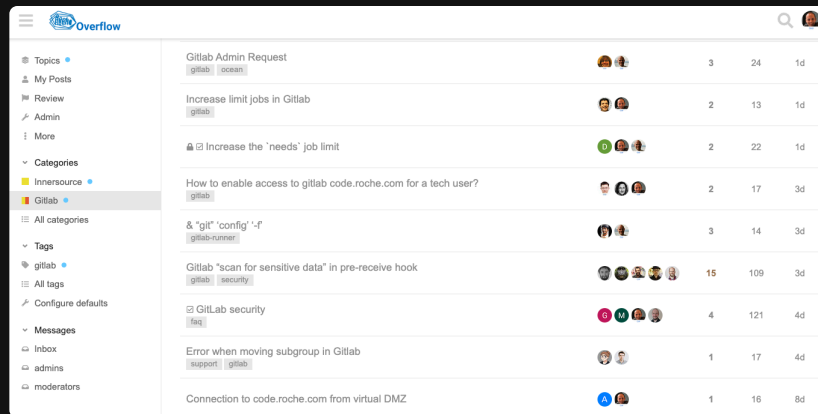 Roche Overflow
Topics
My Posts
Review
Admin
More
Categories
Innersource
Gitlab
All categories
Tags
gitlab
All tags
Configure defaults
Messages
Inbox
admins
moderators
Gitlab Admin Request 3 24 1d
gitlab ocean
Increase limit jobs in Gitlab 2 13 1d
gitlab
Increase the `needs` job limit D 2 22 1d
How to enable access to gitlab code.roche.com for a tech user? 2 17 3d
gitlab
& “git” ‘config’ ‘-f’ 3 14 3d
gitlab-runner
Gitlab “scan for sensitive data” in pre-receive hook 15 109 3d
gitlab security
GitLab security G M 4 121 4d
faq
Error when moving subgroup in Gitlab 1 17 4d
support gitlab
Connection to code.roche.com from virtual DMZ A 1 16 8d